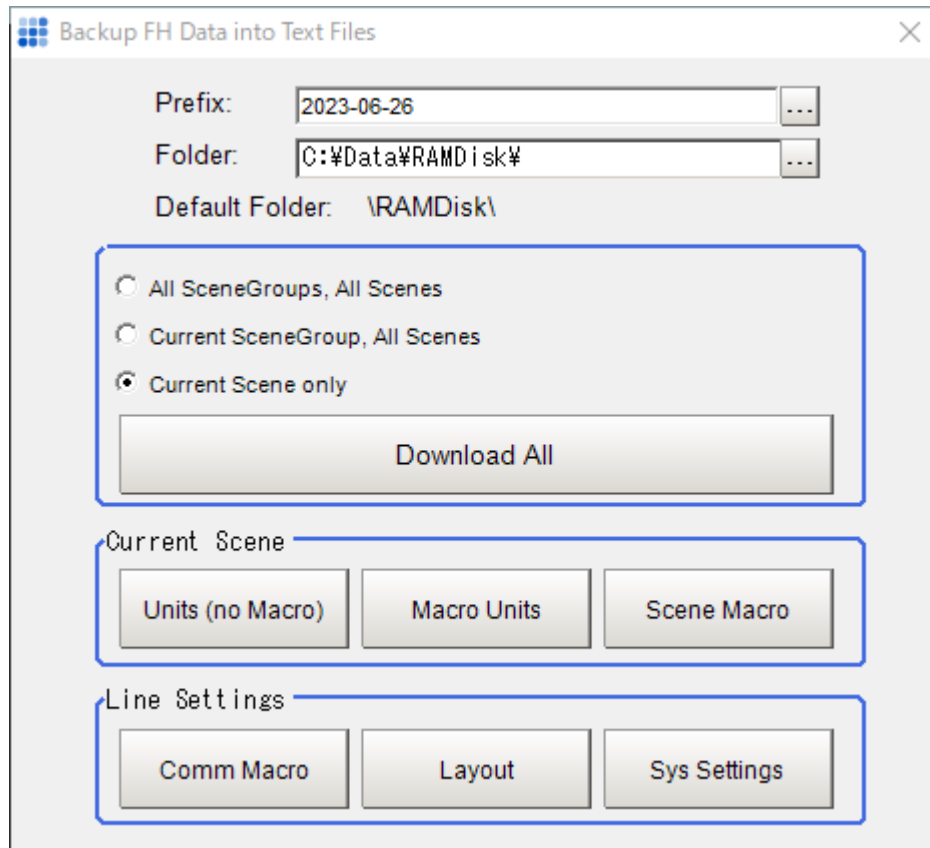 Backup FH Data into Text Files
Prefix: 2023-06-26 ...
Folder: C:¥Data¥RAMDisk¥ ...
Default Folder: \RAMDisk\
All SceneGroups, All Scenes
Current SceneGroup, All Scenes
Current Scene only
Download All
Current Scene
Units (no Macro) Macro Units Scene Macro
Line Settings
Comm Macro Layout Sys Settings